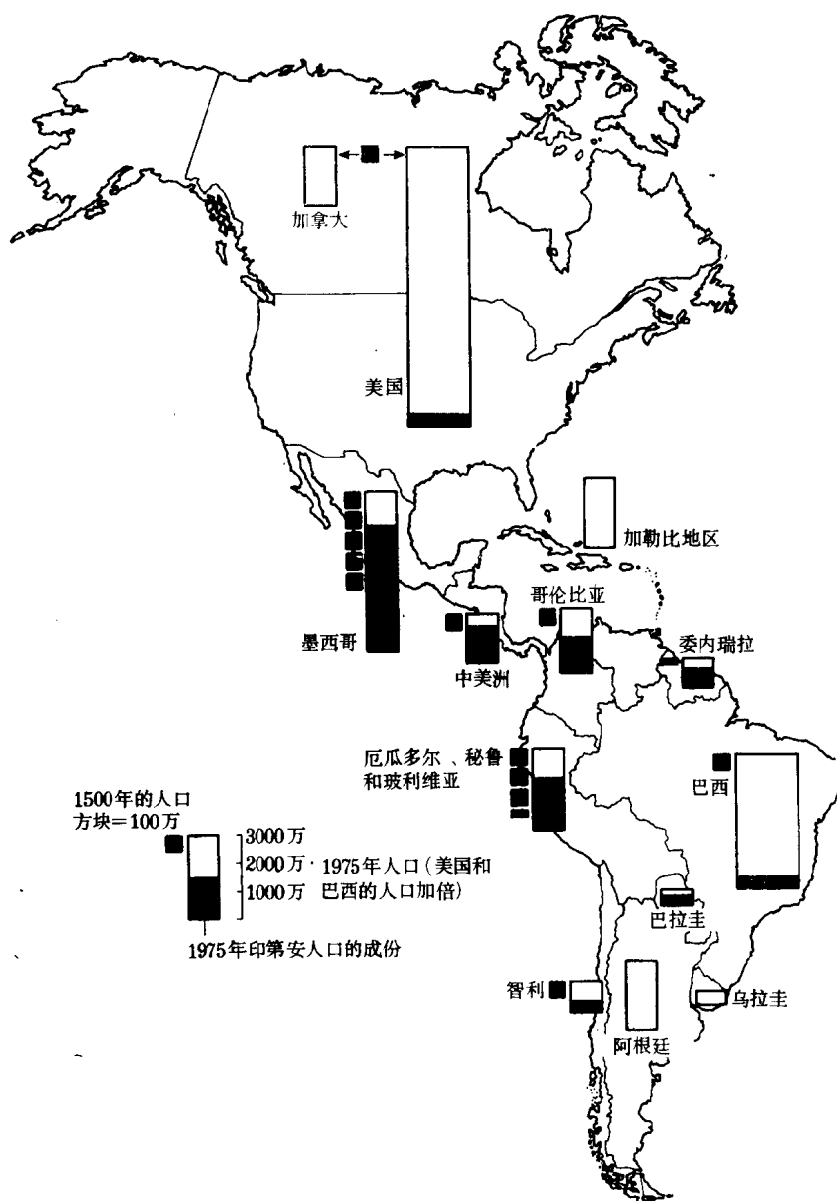 加拿大
美国
加勒比地区
墨西哥
中美洲
哥伦比亚
委内瑞拉
厄瓜多尔、秘鲁
和玻利维亚
巴西
1500年的人口
方块=100万
3000万
2000万
1000万
1975年人口(美国和
巴西的人口加倍)
1975年印第安人口的成份
巴拉圭
智利
乌拉圭
阿根廷